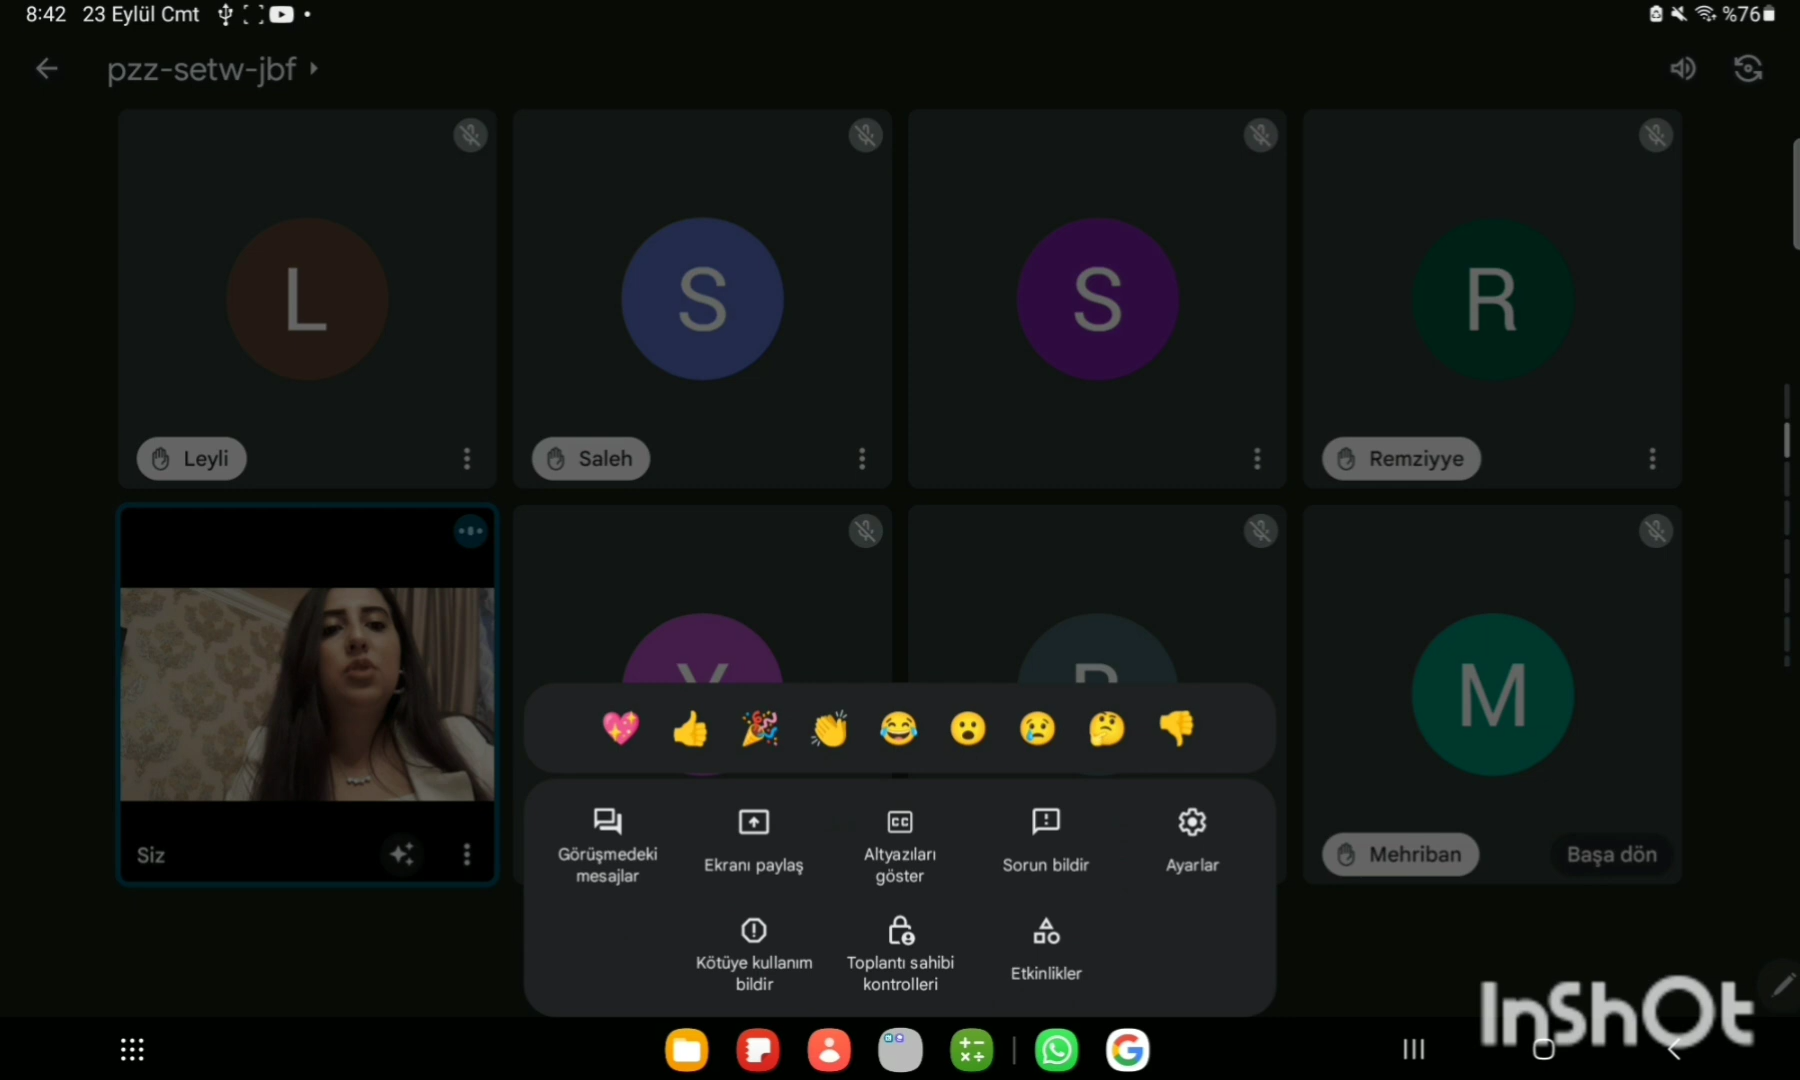 8:42 23 Eylül Cmt
%76
pzz-setw-jbf
L
S
S
R
Leyli
Saleh
Remziyye
M
Siz
Mehriban
Başa dön
CC
Görüşmedeki
mesajlar
Ekranı paylaş
Altyazıları
göster
Sorun bildir
Ayarlar
Kötüye kullanım
bildir
Toplantı sahibi
kontrolleri
Etkinlikler
InShOt
G